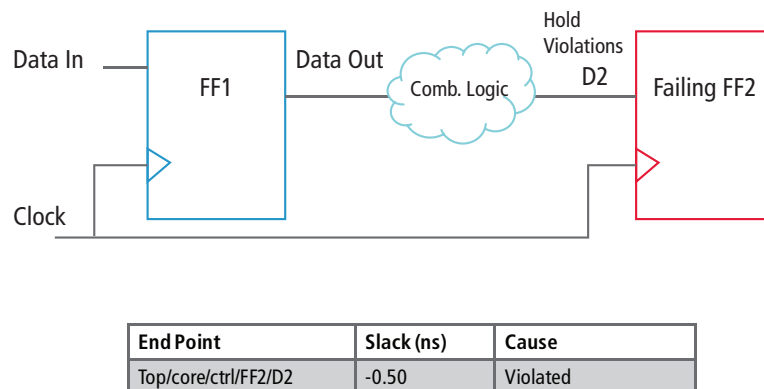 Hold
Violations
Data In
FF1
Data Out
Comb. Logic
D2
Failing FF2
Clock
End Point Slack (ns) Cause
Top/core/ctrl/FF2/D2 -0.50 Violated